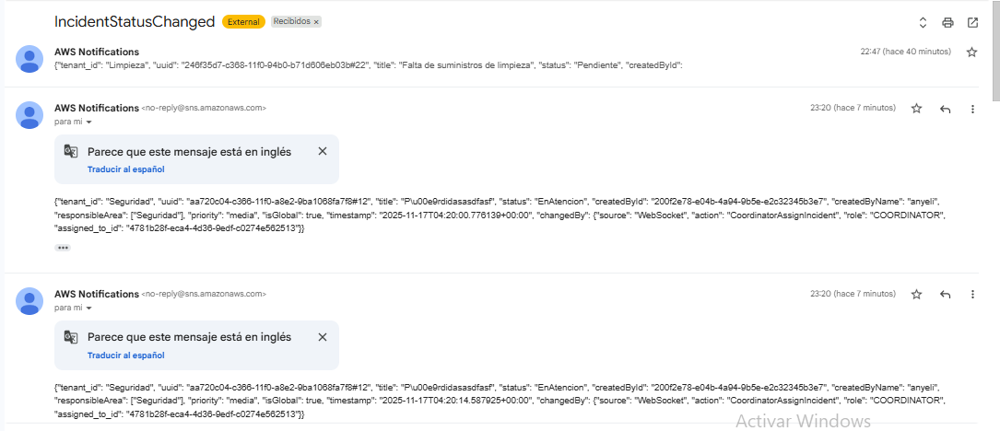 IncidentStatusChanged External Recibidos ×
AWS Notifications 22:47 (hace 40 minutos)
{"tenant_id": "Limpieza", "uuid": "246f35d7-c368-11f0-94b0-b71d606eb03b#22", "title": "Falta de suministros de limpieza", "status": "Pendiente", "createdById":
AWS Notifications <no-reply@sns.amazonaws.com> 23:20 (hace 7 minutos)
para mí
Parece que este mensaje está en inglés
Traducir al español
{"tenant_id": "Seguridad", "uuid": "aa720c04-c366-11f0-a8e2-9ba1068fa7f8#12", "title": "P\u00e9rdidasasdfasf", "status": "EnAtencion", "createdById": "200f2e78-e04b-4a94-9b5e-e2c32345b3e7", "createdByName": "anyeli",
"responsibleArea": ["Seguridad"], "priority": "media", "isGlobal": true, "timestamp": "2025-11-17T04:20:00.776139+00:00", "changedBy": {"source": "WebSocket", "action": "CoordinatorAssignIncident", "role": "COORDINATOR",
"assigned_to_id": "4781b28f-eca4-4d36-9edf-c0274e562513"}}
AWS Notifications <no-reply@sns.amazonaws.com> 23:20 (hace 7 minutos)
para mí
Parece que este mensaje está en inglés
Traducir al español
{"tenant_id": "Seguridad", "uuid": "aa720c04-c366-11f0-a8e2-9ba1068fa7f8#12", "title": "P\u00e9rdidasasdfasf", "status": "EnAtencion", "createdById": "200f2e78-e04b-4a94-9b5e-e2c32345b3e7", "createdByName": "anyeli",
"responsibleArea": ["Seguridad"], "priority": "media", "isGlobal": true, "timestamp": "2025-11-17T04:20:14.587925+00:00", "changedBy": {"source": "WebSocket", "action": "CoordinatorAssignIncident", "role": "COORDINATOR",
"assigned_to_id": "4781b28f-eca4-4d36-9edf-c0274e562513"}}
Activar Windows